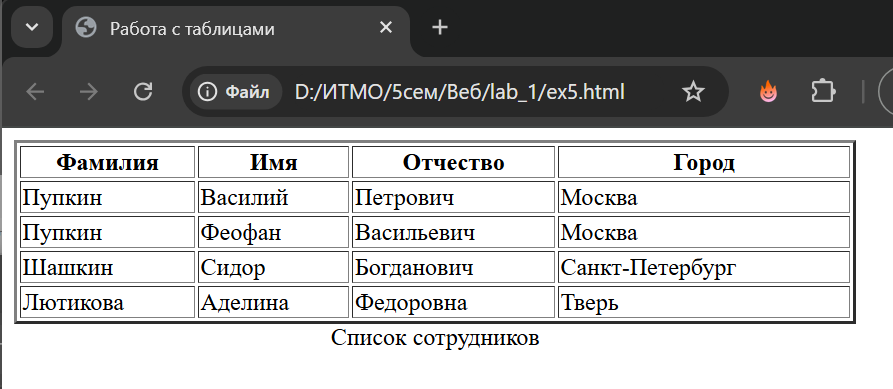 Работа с таблицами
Файл D:/ИТМО/5сем/Веб/lab_1/ex5.html
Фамилия Имя Отчество Город
Пупкин Василий Петрович Москва
Пупкин Феофан Васильевич Москва
Шашкин Сидор Богданович Санкт-Петербург
Лютикова Аделина Федоровна Тверь
Список сотрудников